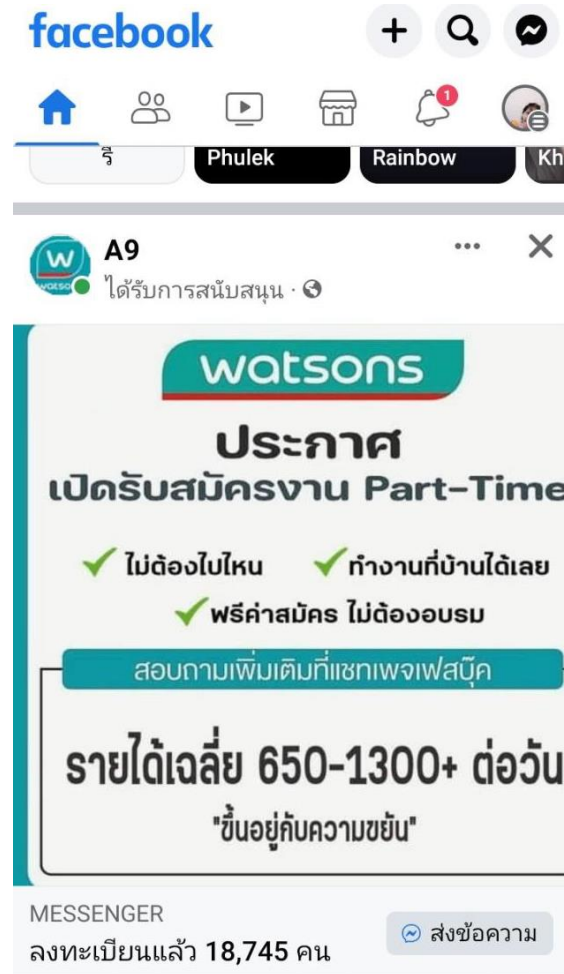 facebook
1
รี
Phulek
Rainbow
Kh
A9
ได้รับการสนับสนุน ·
W
watsons
ประกาศ
เปิดรับสมัครงาน Part-Time
ไม่ต้องไปไหน
ทำงานที่บ้านได้เลย
ฟรีค่าสมัคร ไม่ต้องอบรม
สอบถามเพิ่มเติมที่แชทเพจเฟสบุ๊ค
รายได้เฉลี่ย 650-1300+ ต่อวัน
"ขึ้นอยู่กับความขยัน"
MESSENGER
ลงทะเบียนแล้ว 18,745 คน
ส่งข้อความ